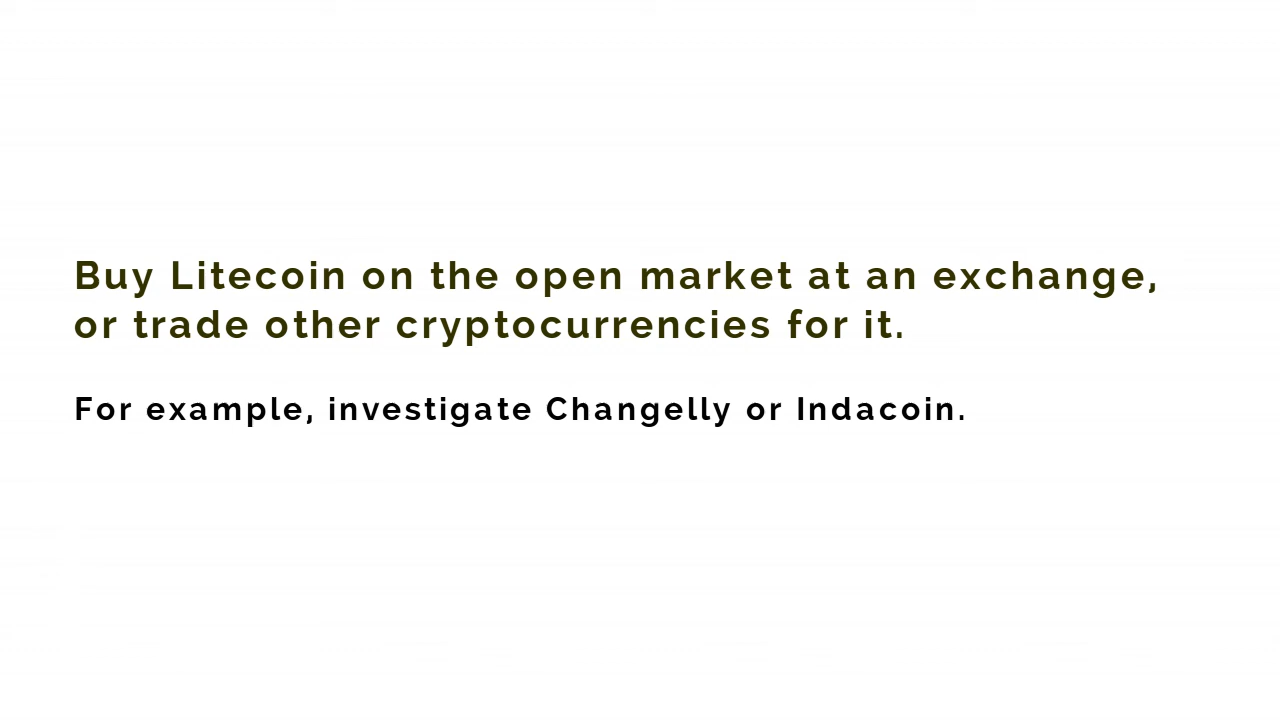 Buy Litecoin on the open market at an exchange,
or trade other cryptocurrencies for it.
For example, investigate Changelly or Indacoin.